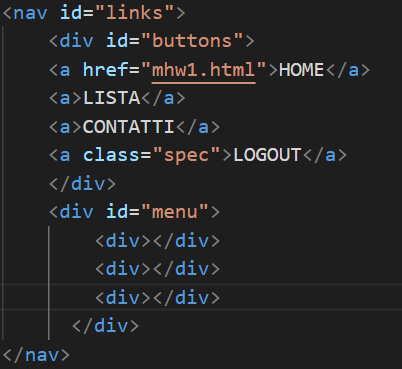 <nav id="links">
<div id="buttons">
<a href="mhw1.html">HOME</a>
<a>LISTA</a>
<a>CONTATTI</a>
<a class="spec">LOGOUT</a>
</div>
<div id="menu">
<div></div>
<div></div>
<div></div>
</div>
</nav>